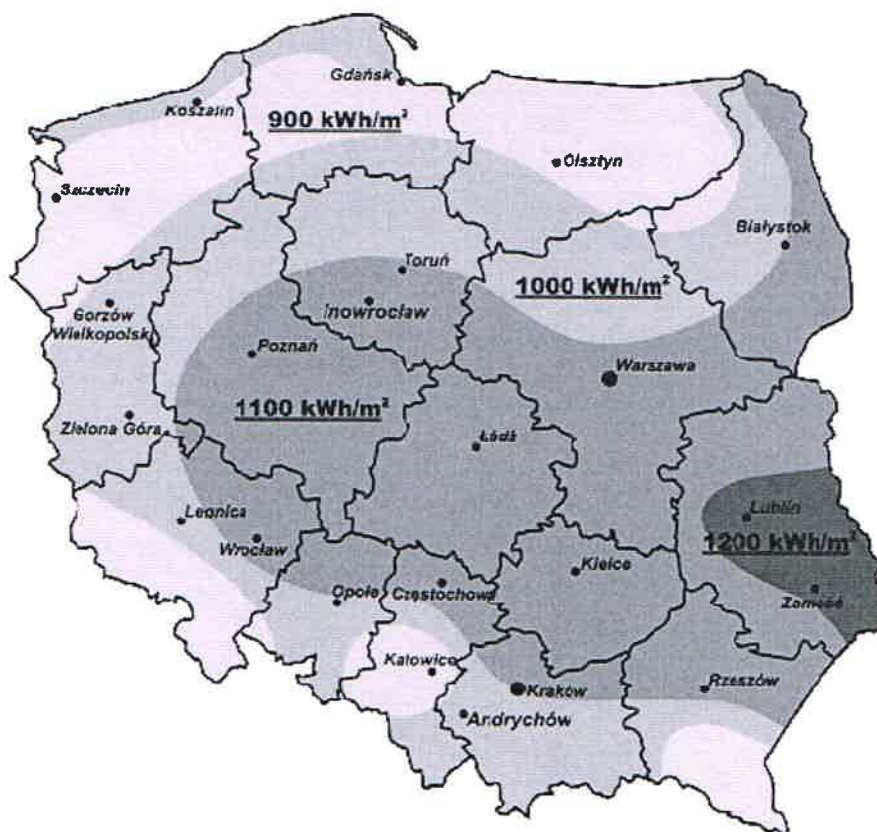 Gdańsk
Koszalin
900 kWh/m²
Olsztyn
Szczecin
Białystok
Toruń
1000 kWh/m²
Inowrocław
Gorzów
Wielkopolsk
Poznań
Warszawa
1100 kWh/m²
Zielona Góra
Łódź
Legnica
Lublin
Wrocław
1200 kWh/m²
Kielce
Opole
Częstochowa
Zamość
Katowice
Kraków
Rzeszów
Andrychów